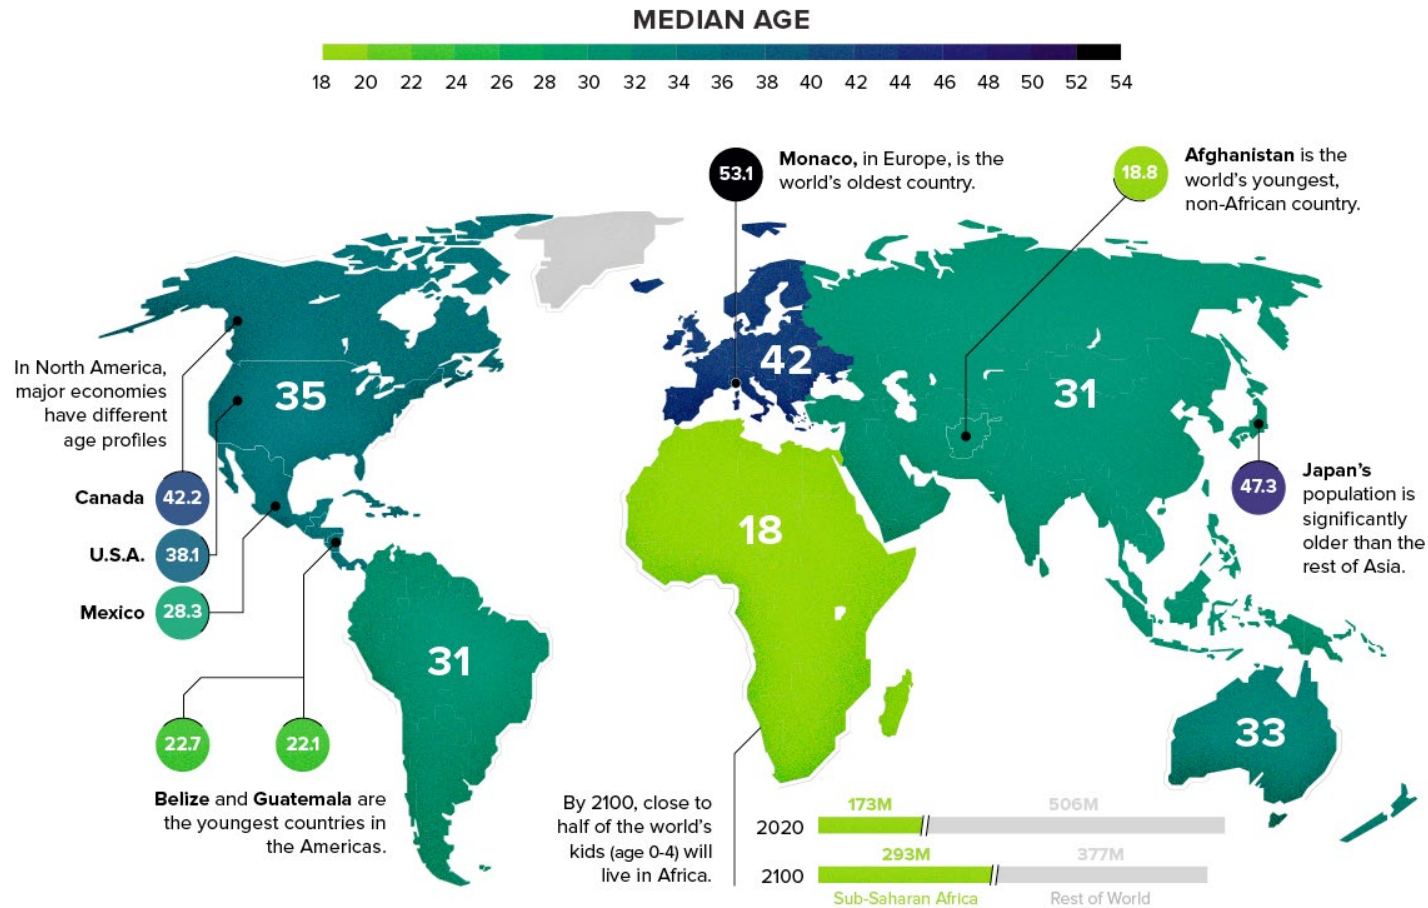 MEDIAN AGE
18 20 22 24 26 28 30 32 34 36 38 40 42 44 46 48 50 52 54
53.1
Monaco, in Europe, is the
world's oldest country.
18.8
Afghanistan is the
world's youngest,
non-African country.
In North America,
major economies
have different
age profiles
Canada 42.2
U.S.A. 38.1
Mexico 28.3
35
42
31
18
31
33
47.3
Japan's
population is
significantly
older than the
rest of Asia.
22.7
22.1
Belize and Guatemala are
the youngest countries in
the Americas.
By 2100, close to
half of the world's
kids (age 0-4) will
live in Africa.
173M 506M
2020
293M 377M
2100
Sub-Saharan Africa Rest of World